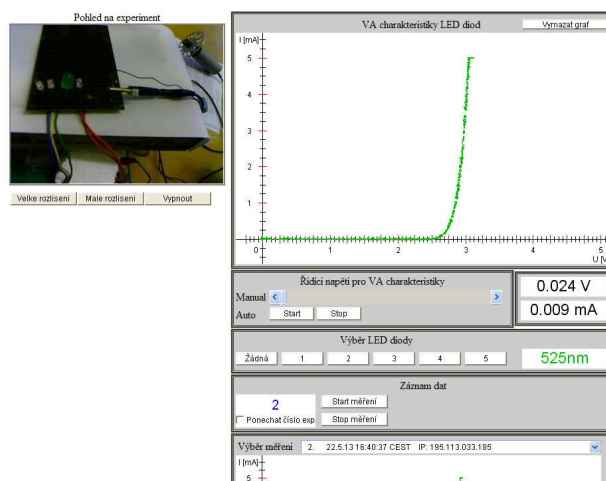 Pohled na experiment
Velke rozliseni Male rozliseni Vypnout
VA charakteristiky LED diod Vymazat graf
I [mA]
5
4
3
2
1
0 1 2 3 4 5
U [V
Řídicí napětí pro VA charakteristiky
Manual
Auto Start Stop
0.024 V
0.009 mA
Výběr LED diody
Žádná 1 2 3 4 5 525nm
Záznam dat
2 Start měření
Ponechat číslo exp Stop měření
Výběr měření 2. 22.5.13 16:40:37 CEST IP: 195.113.033.185
I [mA]
5